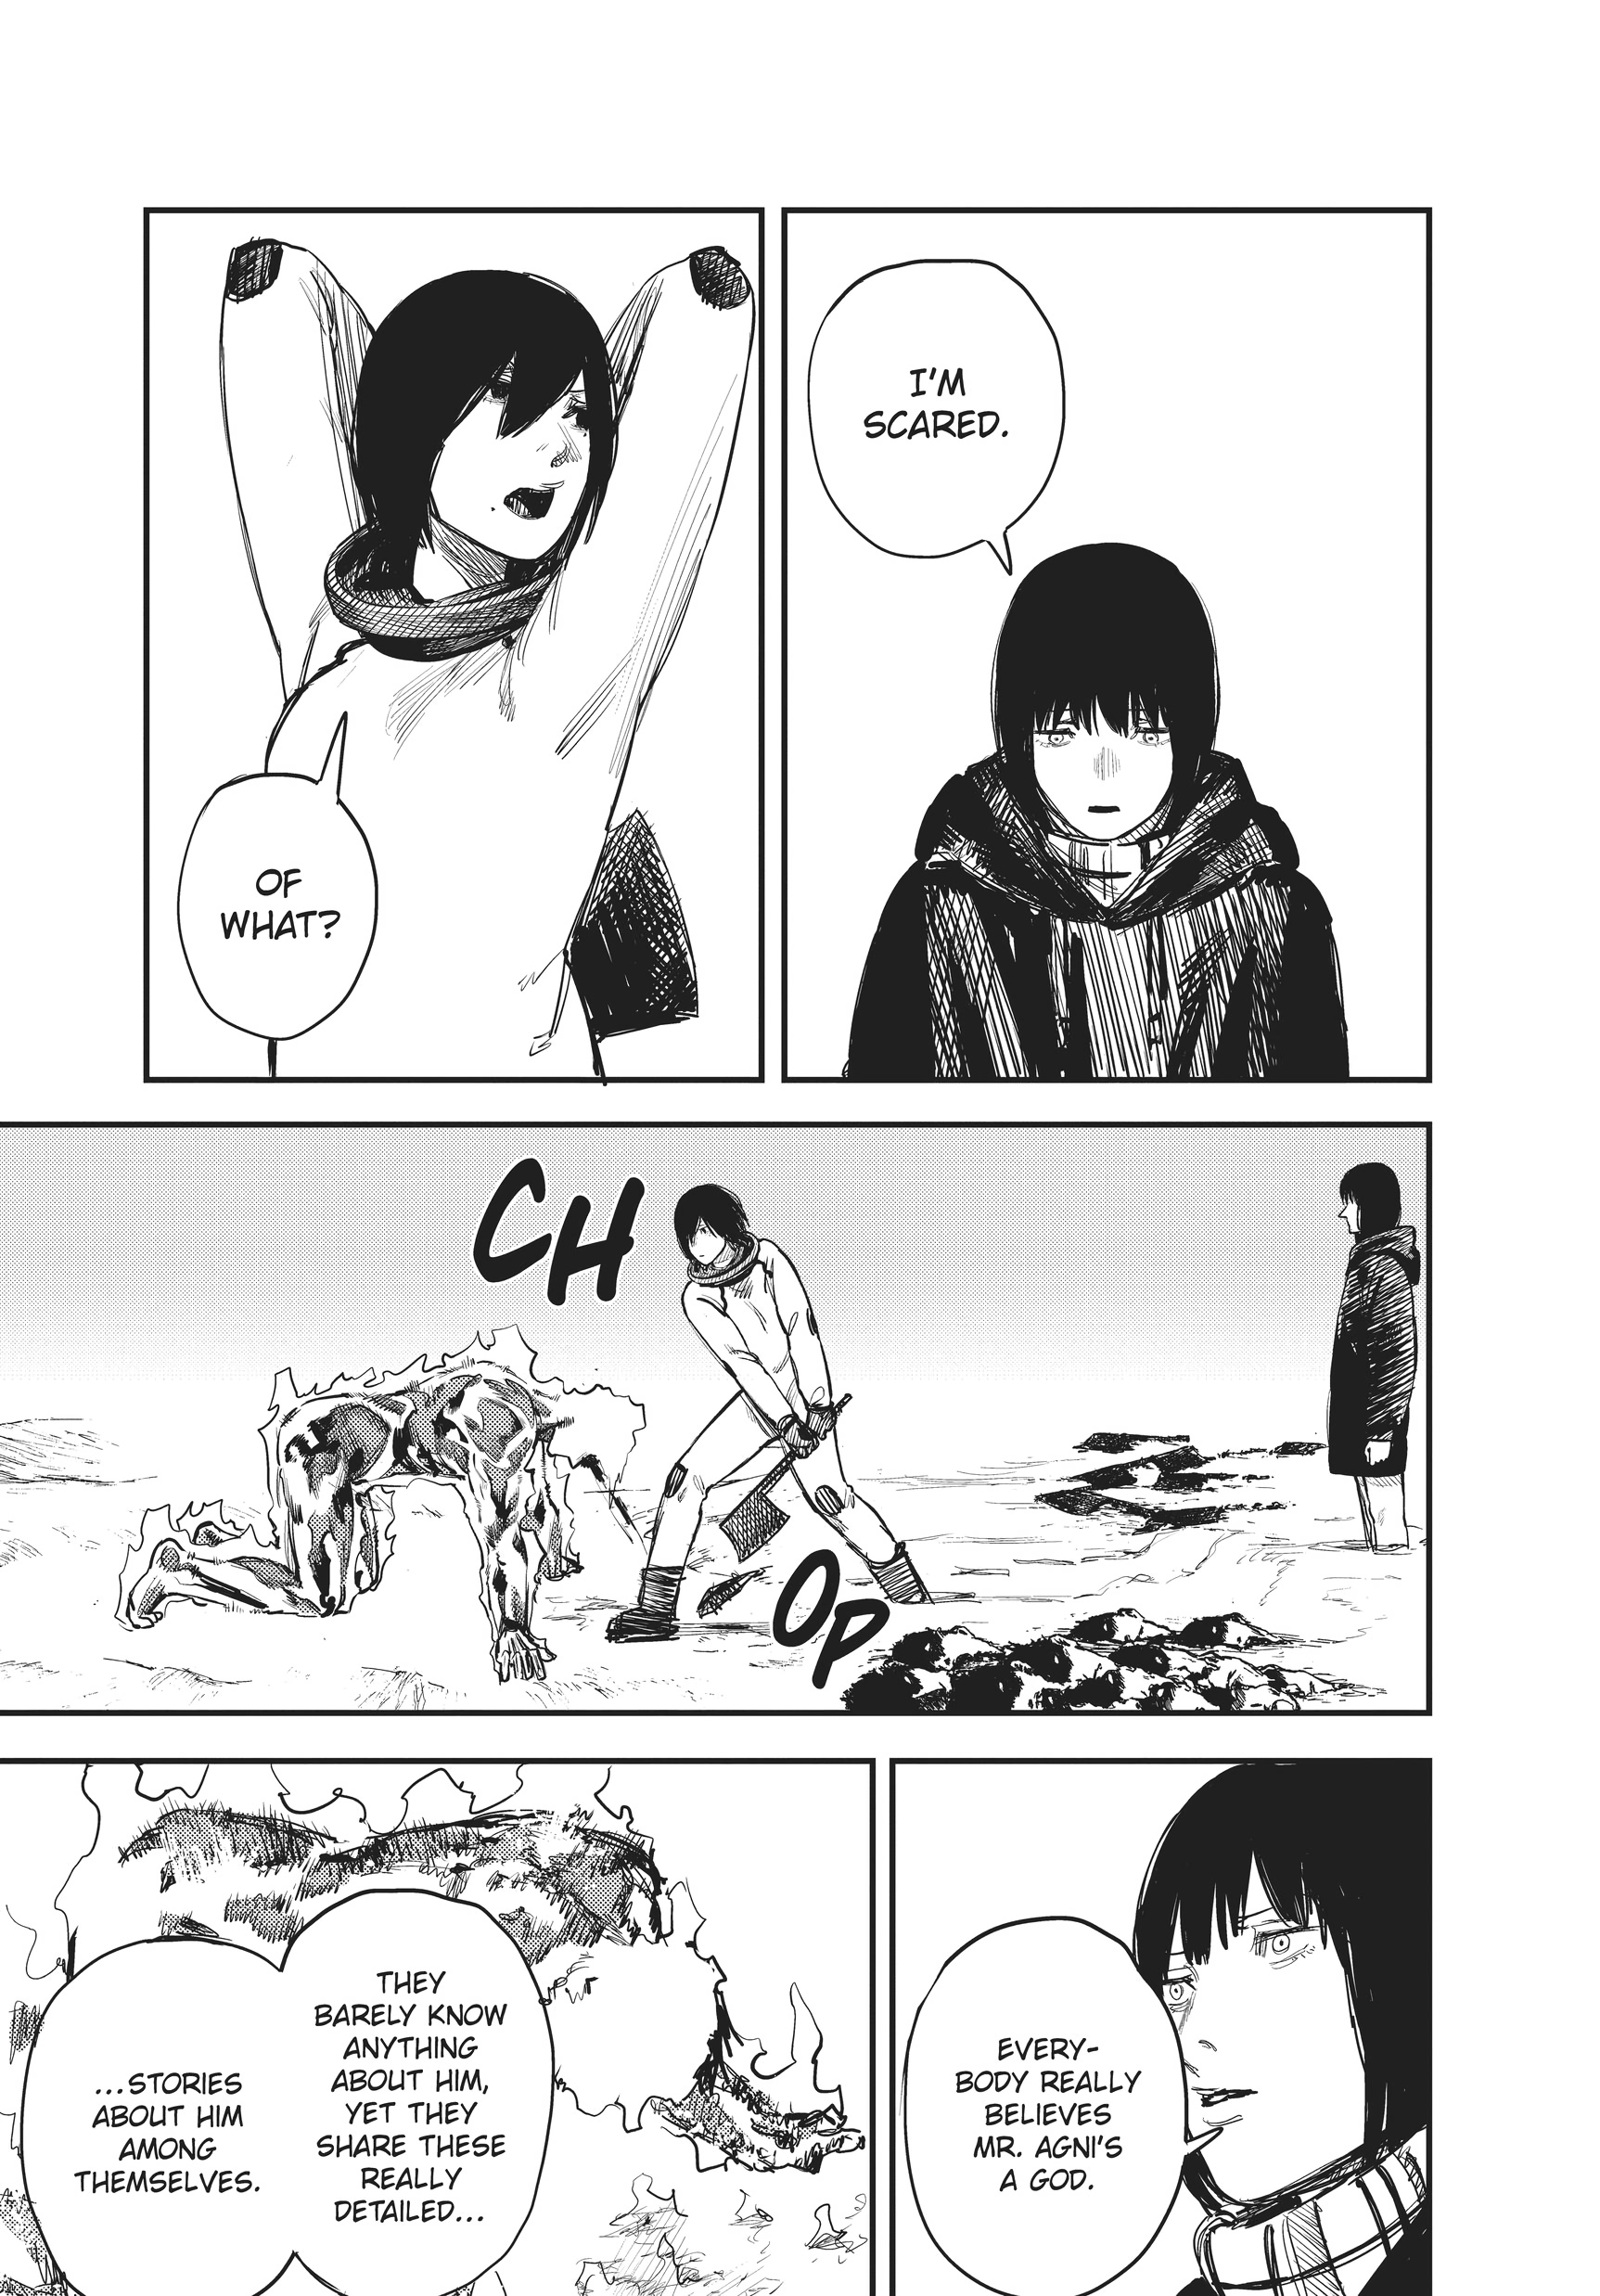 I'M
SCARED.
OF
WHAT?
CH
OP
EVERY-
BODY REALLY
BELIEVES
MR. AGNI'S
A GOD.
THEY
BARELY KNOW
ANYTHING
ABOUT HIM,
YET THEY
SHARE THESE
REALLY
DETAILED...
...STORIES
ABOUT HIM
AMONG
THEMSELVES.